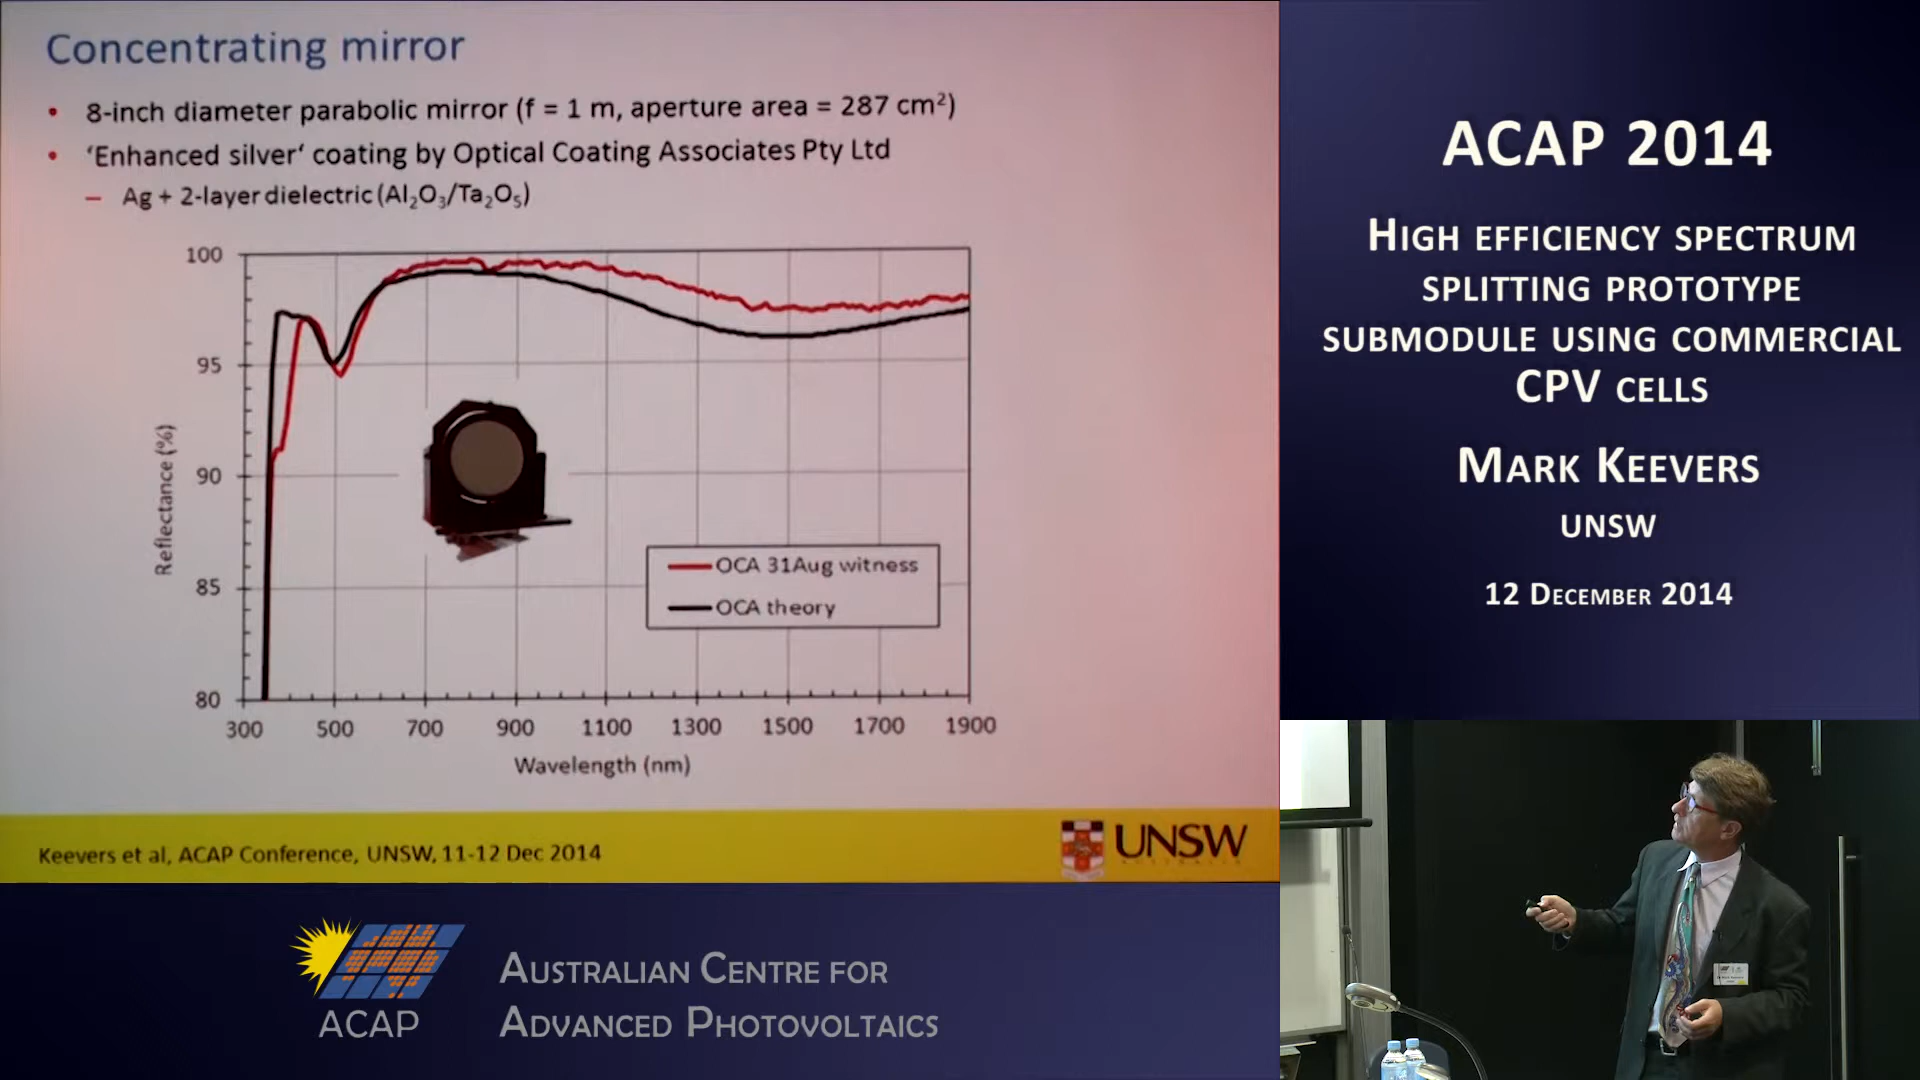 Concentrating mirror
• 8-inch diameter parabolic mirror (f = 1 m, aperture area = 287 cm²)
• ‘Enhanced silver‘ coating by Optical Coating Associates Pty Ltd
– Ag + 2-layer dielectric (Al₂O₃/Ta₂O₅)
100
95
90
85
80
Reflectance (%)
OCA 31Aug witness
OCA theory
300 500 700 900 1100 1300 1500 1700 1900
Wavelength (nm)
Keevers et al, ACAP Conference, UNSW, 11-12 Dec 2014
UNSW
ACAP
AUSTRALIAN CENTRE FOR
ADVANCED PHOTOVOLTAICS
ACAP 2014
HIGH EFFICIENCY SPECTRUM
SPLITTING PROTOTYPE
SUBMODULE USING COMMERCIAL
CPV CELLS
MARK KEEVERS
UNSW
12 DECEMBER 2014